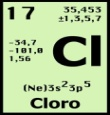 17 35,453
±1,3,5,7
-34,7
-101,0
1,56
Cl
(Ne)3s²3p⁵
Cloro